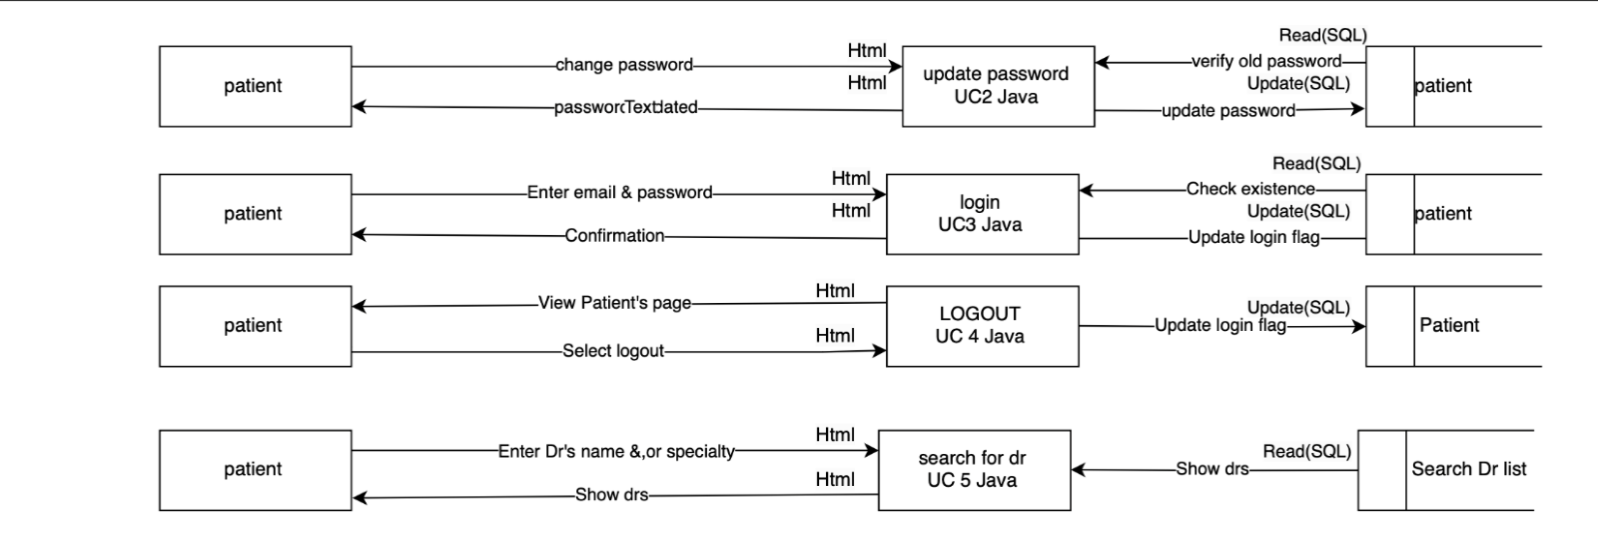 Read(SQL)
Html
change password
verify old password
patient
update password
UC2 Java
Html
Update(SQL)
patient
Text
update password
Read(SQL)
Html
Enter email & password
Check existence
patient
login
UC3 Java
Html
Update(SQL)
patient
Confirmation
Update login flag
Html
View Patient's page
patient
LOGOUT
UC 4 Java
Update(SQL)
Update login flag
Patient
Html
Select logout
Html
Enter Dr's name &,or specialty
Read(SQL)
patient
search for dr
UC 5 Java
Show drs
Search Dr list
Html
Show drs